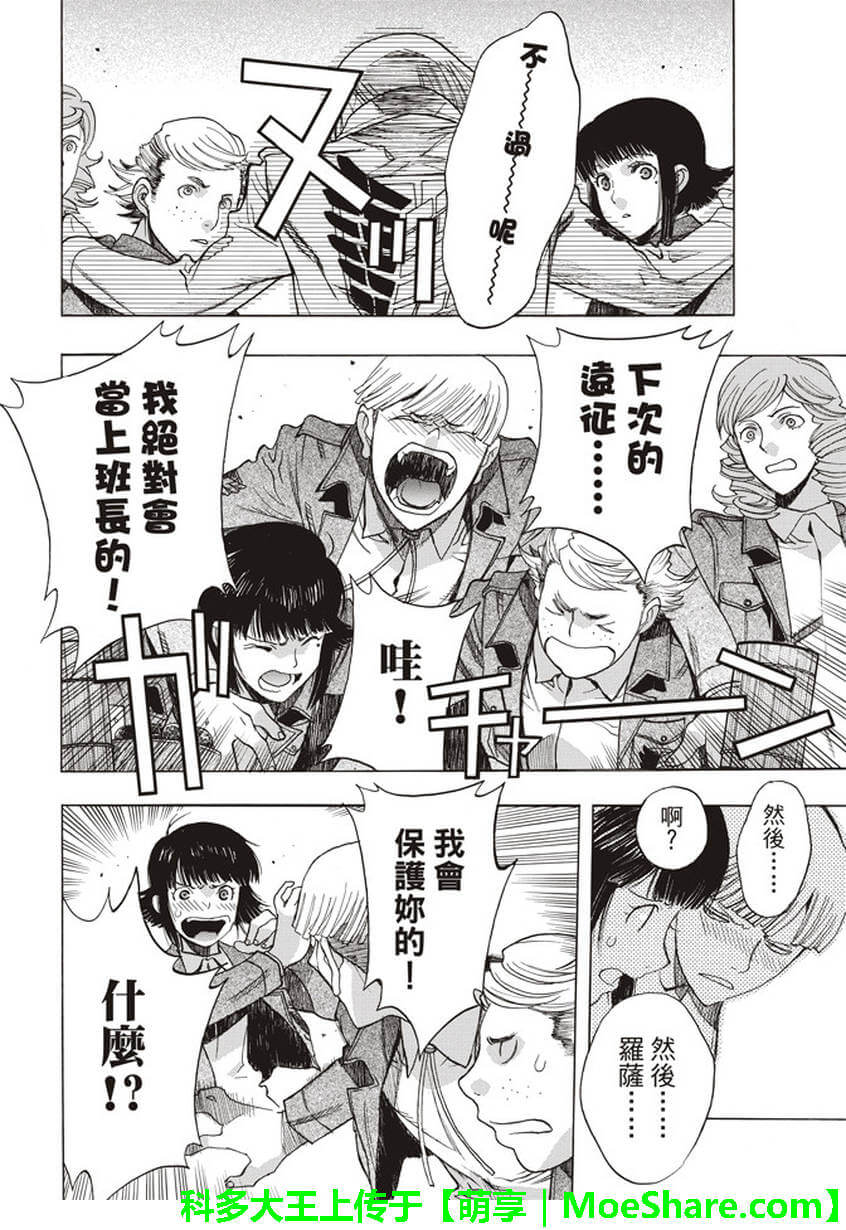 不過呢
ヌッ
下次的
遠征……
我絕對會
當上班長的！
哇！
ガバ
チャーーン
然後……
啊？
然後……
羅薩……
我會
保護妳的！
什麼！？
科多大王上传于【萌享｜MoeShare.com】